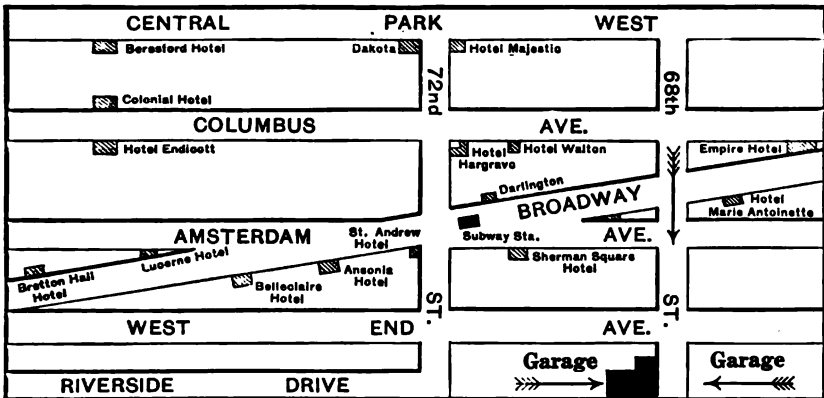 CENTRAL PARK WEST
Beresford Hotel
Dakota
Hotel Majestic
72nd
68th
Colonial Hotel
COLUMBUS AVE.
Hotel Endicott
Hotel Hargrave
Hotel Walton
Empire Hotel
Darlington
BROADWAY
Hotel
Marie Antoinette
AMSTERDAM AVE.
St. Andrew
Hotel
Subway Sta.
Bretton Hall
Hotel
Lucerne Hotel
Belleclaire
Hotel
Ansonia
Hotel
Sherman Square
Hotel
ST.
ST.
WEST END AVE.
Garage
Garage
RIVERSIDE DRIVE